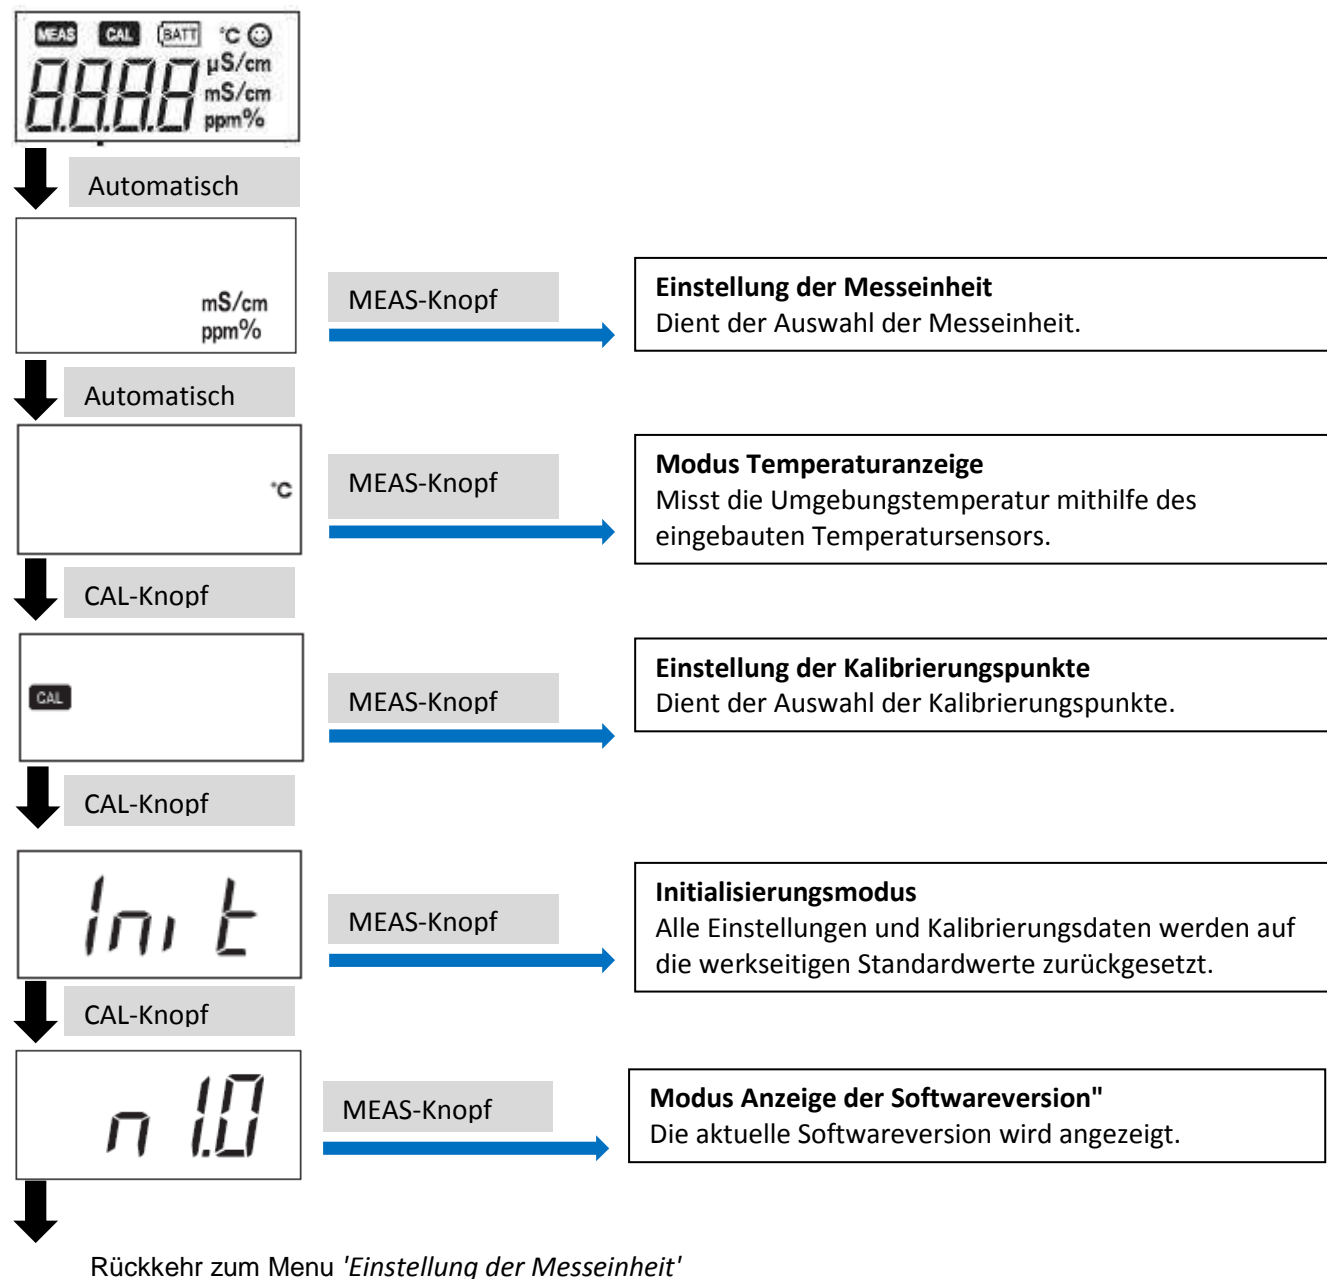 MEAS CAL BATT °C
8.8.8.8 µS/cm
mS/cm
ppm%
Automatisch
mS/cm
ppm%
MEAS-Knopf
Einstellung der Messeinheit
Dient der Auswahl der Messeinheit.
Automatisch
°C
MEAS-Knopf
Modus Temperaturanzeige
Misst die Umgebungstemperatur mithilfe des
eingebauten Temperatursensors.
CAL-Knopf
CAL
MEAS-Knopf
Einstellung der Kalibrierungspunkte
Dient der Auswahl der Kalibrierungspunkte.
CAL-Knopf
Init
MEAS-Knopf
Initialisierungsmodus
Alle Einstellungen und Kalibrierungsdaten werden auf
die werkseitigen Standardwerte zurückgesetzt.
CAL-Knopf
n 1.0
MEAS-Knopf
Modus Anzeige der Softwareversion"
Die aktuelle Softwareversion wird angezeigt.
Rückkehr zum Menu 'Einstellung der Messeinheit'